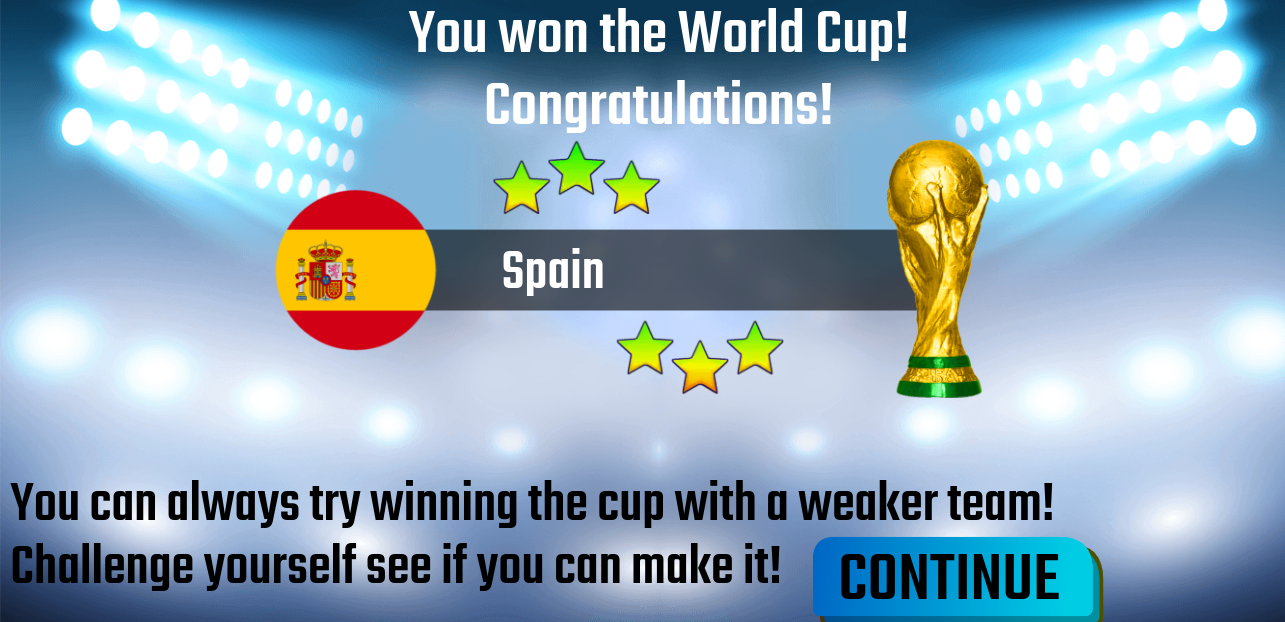 You won the World Cup!
Congratulations!
Spain
You can always try winning the cup with a weaker team!
Challenge yourself see if you can make it!
CONTINUE